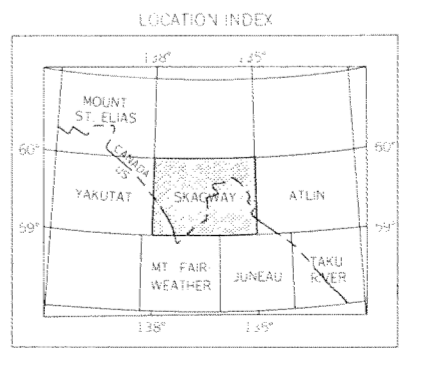 LOCATION INDEX
138° 135°
MOUNT
ST. ELIAS
60° 60°
CANADA
US
YAKUTAT SKAGWAY ATLIN
59° 59°
MT FAIR-
WEATHER
JUNEAU
TAKU
RIVER
138° 135°